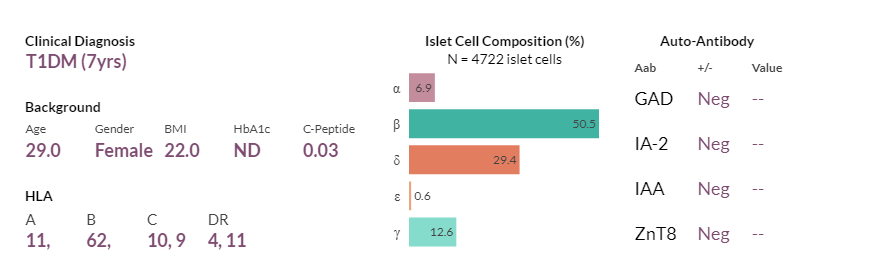 Clinical Diagnosis
T1DM (7yrs)
Background
Age Gender BMI HbA1c C-Peptide
29.0 Female 22.0 ND 0.03
HLA
A B C DR
11, 62, 10, 9 4, 11
Islet Cell Composition (%)
N = 4722 islet cells
α 6.9
β 50.5
δ 29.4
ε 0.6
γ 12.6
Auto-Antibody
Aab +/- Value
GAD Neg --
IA-2 Neg --
IAA Neg --
ZnT8 Neg --